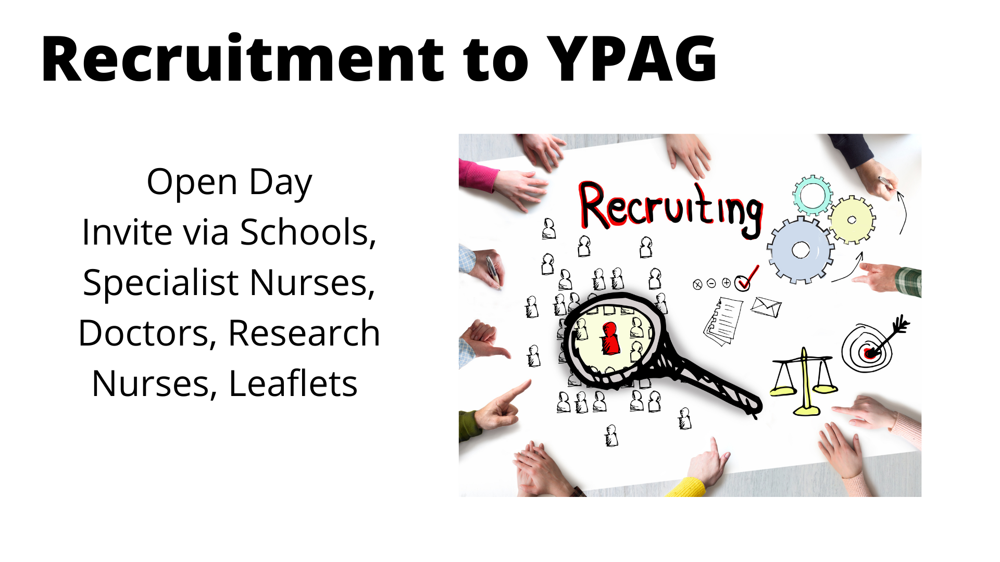 Recruitment to YPAG
Open Day
Invite via Schools,
Specialist Nurses,
Doctors, Research
Nurses, Leaflets
Recruiting